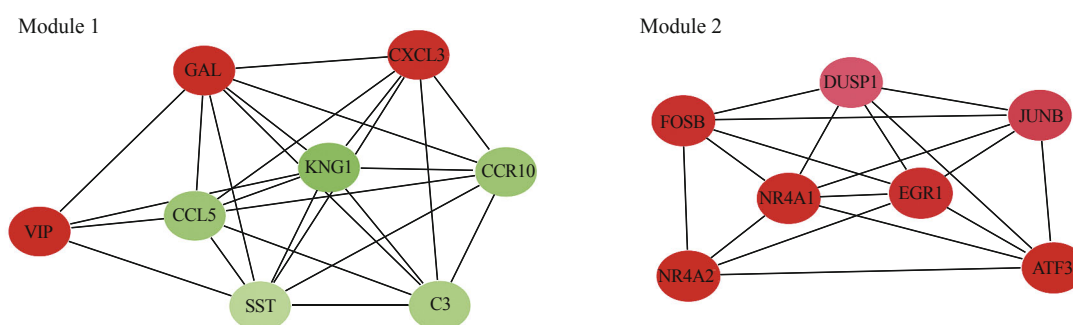 Module 1
Module 2
CXCL3
GAL
DUSP1
FOSB
JUNB
KNG1
CCR10
CCL5
NR4A1
EGR1
VIP
NR4A2
ATF3
SST
C3